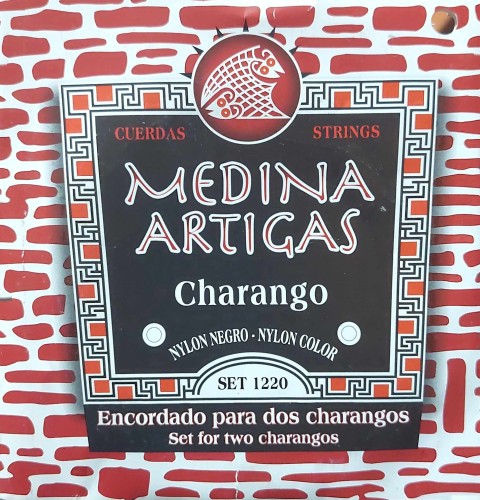 CUERDAS STRINGS
MEDINA
ARTIGAS
Charango
NYLON NEGRO - NYLON COLOR
SET 1220
Encordado para dos charangos
Set for two charangos